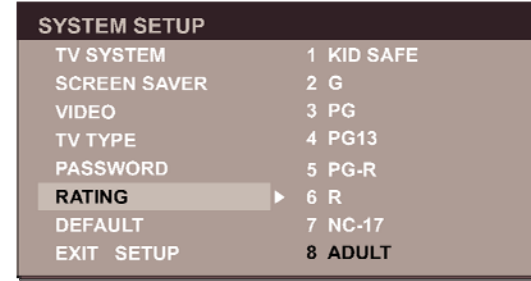 SYSTEM SETUP
TV SYSTEM
SCREEN SAVER
VIDEO
TV TYPE
PASSWORD
RATING
DEFAULT
EXIT SETUP
1 KID SAFE
2 G
3 PG
4 PG13
5 PG-R
6 R
7 NC-17
8 ADULT